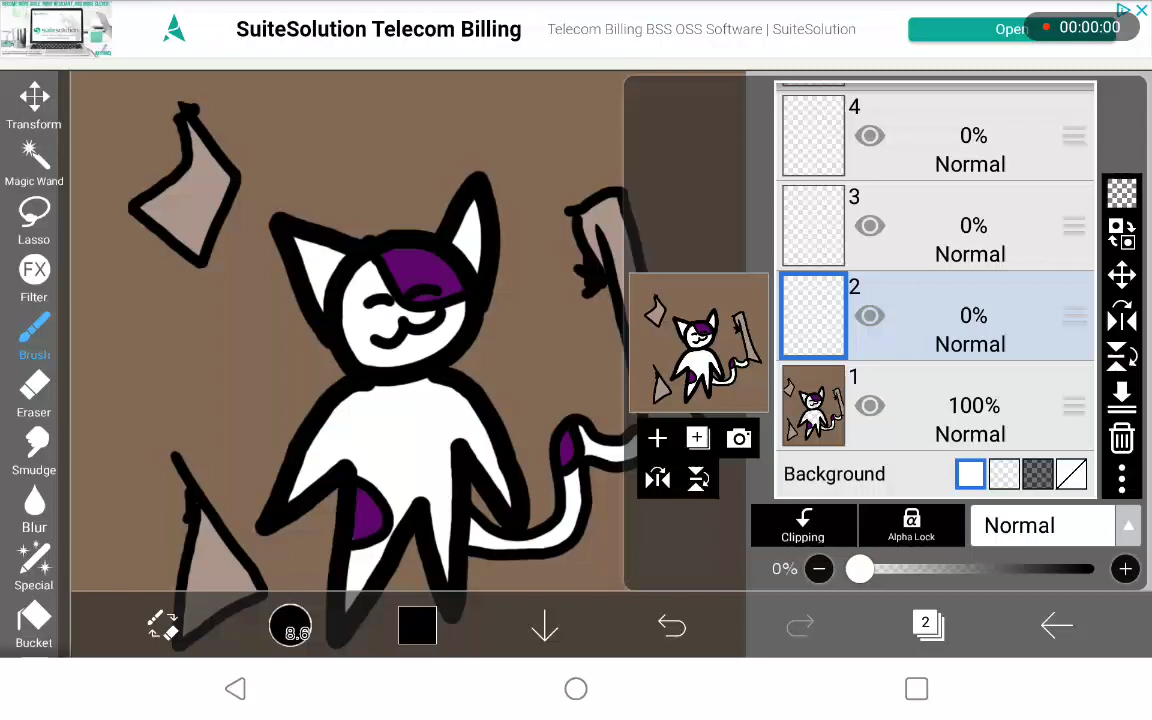 SuiteSolution Telecom Billing
Telecom Billing BSS OSS Software | SuiteSolution
Open
00:00:00
Transform
Magic Wand
Lasso
FX
Filter
Brush
Eraser
Smudge
Blur
Special
Bucket
4
0%
Normal
3
0%
Normal
2
0%
Normal
1
100%
Normal
Background
Clipping
Alpha Lock
Normal
0%
8.6
2